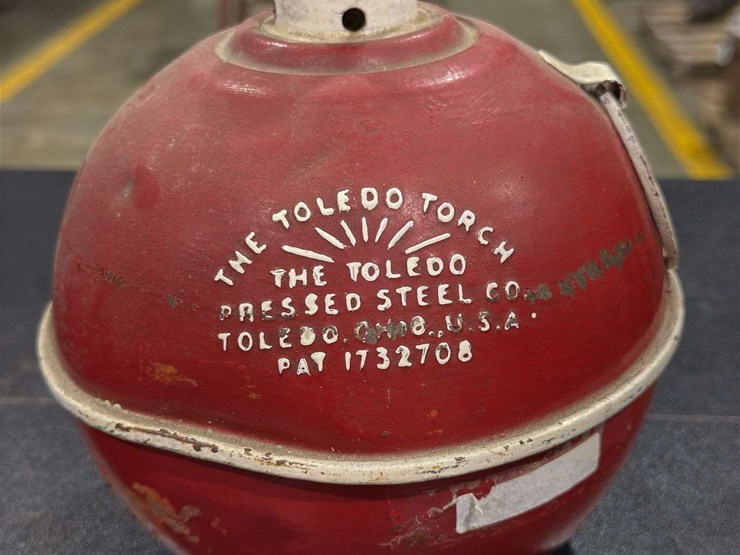 THE TOLEDO TORCH
THE TOLEDO
PRESSED STEEL CO.
TOLEDO, OHIO., U.S.A.
PAT 1732708